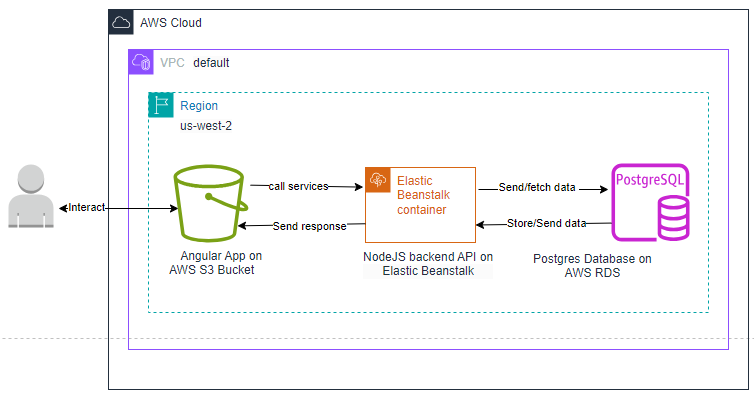 AWS Cloud
VPC default
Region
us-west-2
Interact
call services
Send response
Elastic
Beanstalk
container
Send/fetch data
Store/Send data
PostgreSQL
Angular App on
AWS S3 Bucket
NodeJS backend API on
Elastic Beanstalk
Postgres Database on
AWS RDS